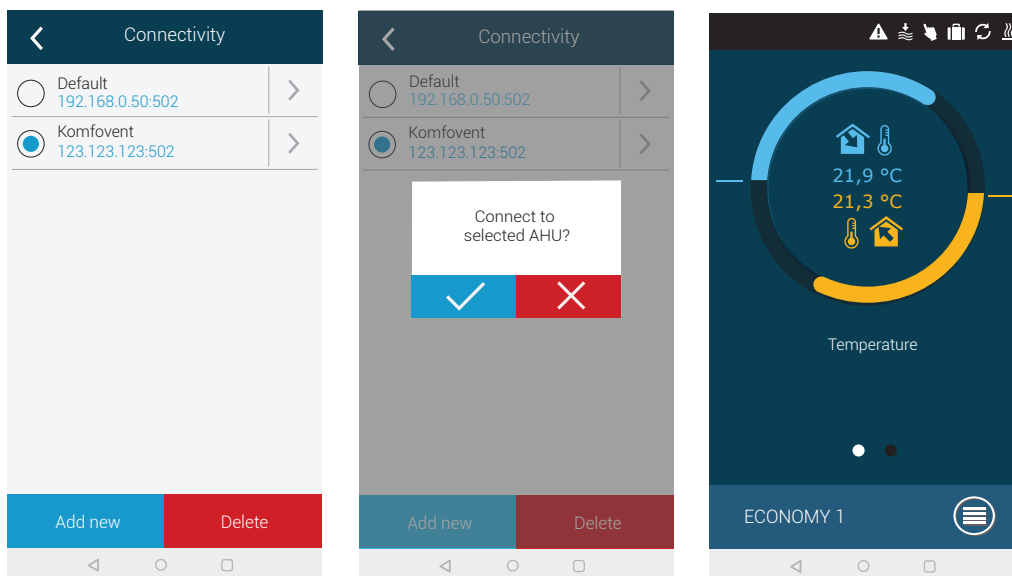 Connectivity
Default
192.168.0.50:502
Komfovent
123.123.123:502
Add new
Delete
Connectivity
Default
192.168.0.50:502
Komfovent
123.123.123:502
Connect to
selected AHU?
Add new
Delete
21,9 °C
21,3 °C
Temperature
ECONOMY 1